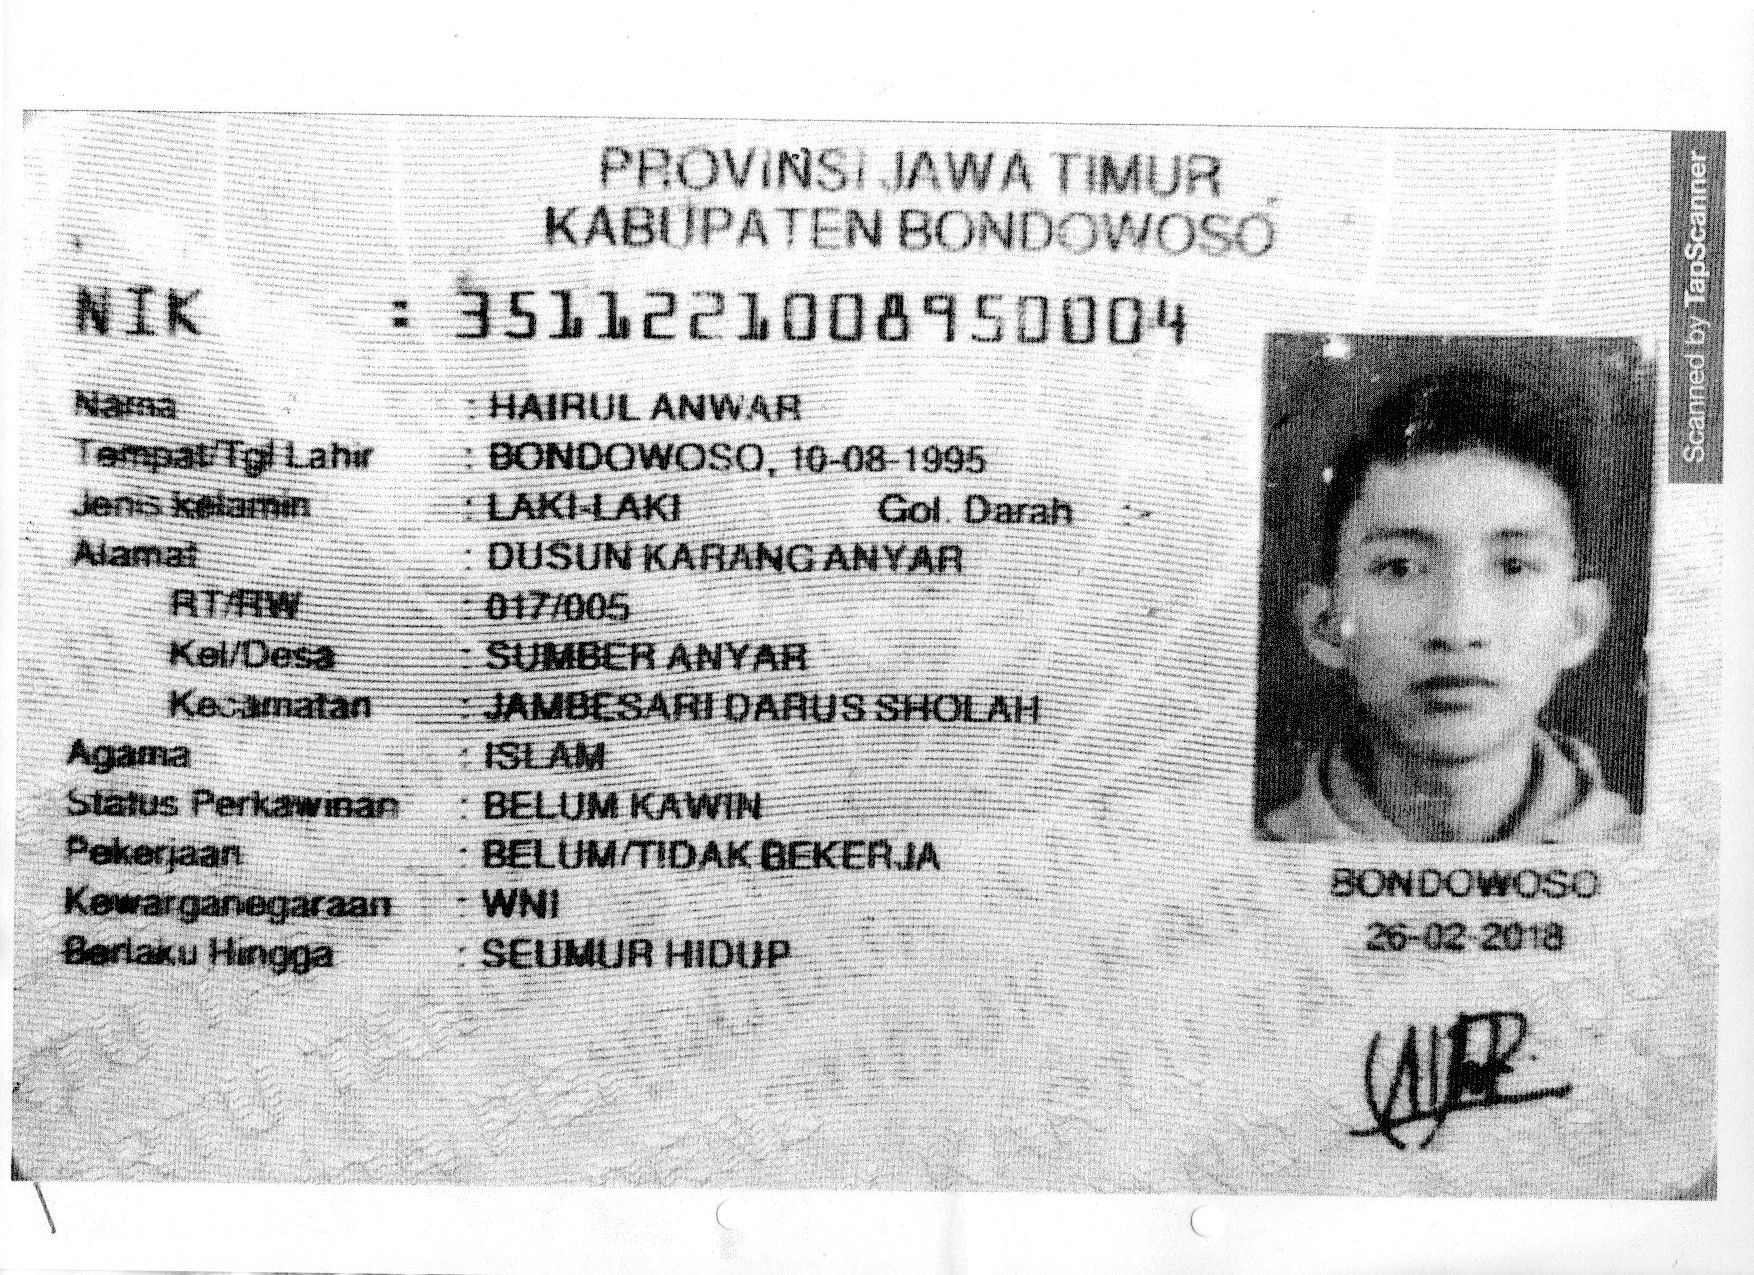 PROVINSI JAWA TIMUR
KABUPATEN BONDOWOSO
NIK : 3511221008950004
Nama : HAIRUL ANWAR
Tempat/Tgl Lahir : BONDOWOSO, 10-08-1995
Jenis kelamin : LAKI-LAKI Gol. Darah : -
Alamat : DUSUN KARANG ANYAR
RT/RW : 017/005
Kel/Desa : SUMBER ANYAR
Kecamatan : JAMBESARI DARUS SHOLAH
Agama : ISLAM
Status Perkawinan : BELUM KAWIN
Pekerjaan : BELUM/TIDAK BEKERJA
Kewarganegaraan : WNI
Berlaku Hingga : SEUMUR HIDUP
BONDOWOSO
26-02-2018
Scanned by TapScanner